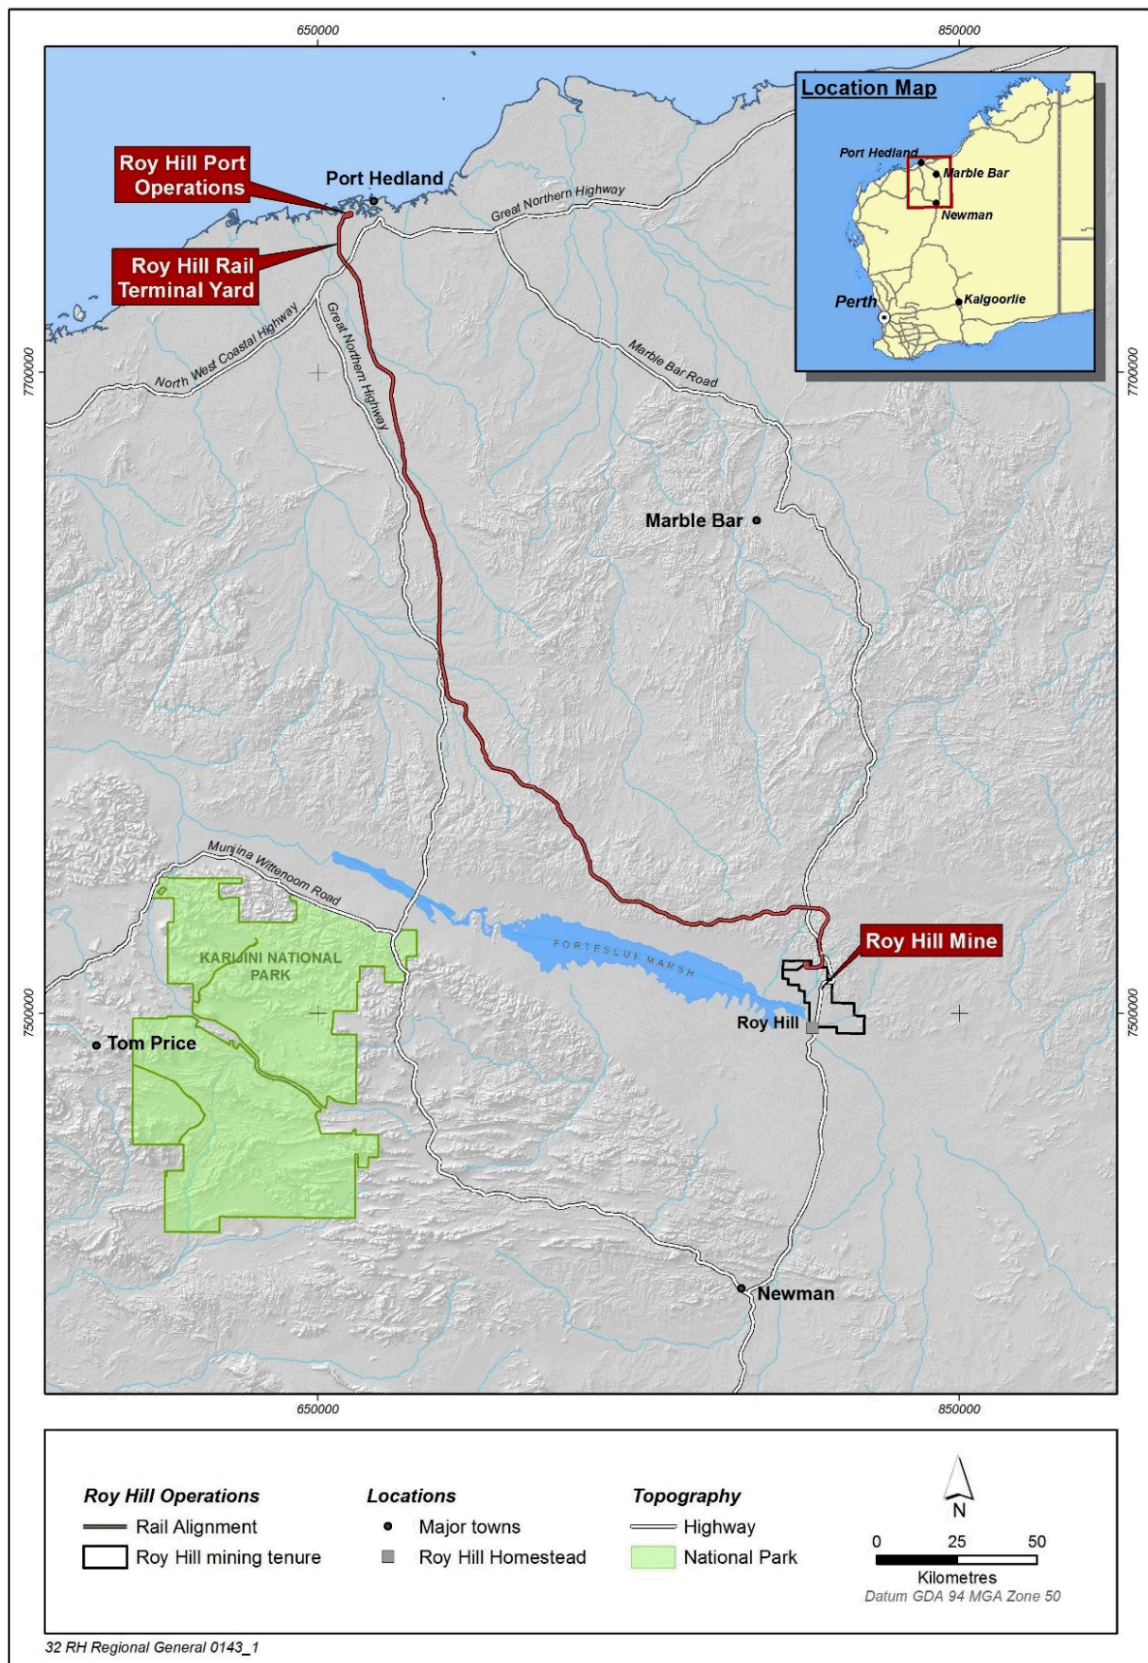 650000
850000
Location Map
Port Hedland
Marble Bar
Newman
Kalgoorlie
Perth
Roy Hill Port
Operations
Port Hedland
Great Northern Highway
Roy Hill Rail
Terminal Yard
North West Coastal Highway
Great Northern Highway
Marble Bar Road
7700000
7700000
Marble Bar
Munjina Wittenoom Road
KARIJINI NATIONAL
PARK
FORTESCUE MARSH
Roy Hill Mine
Roy Hill
7500000
7500000
Tom Price
Newman
650000
850000
Roy Hill Operations
Rail Alignment
Roy Hill mining tenure
Locations
Major towns
Roy Hill Homestead
Topography
Highway
National Park
N
0 25 50
Kilometres
Datum GDA 94 MGA Zone 50
32 RH Regional General 0143_1